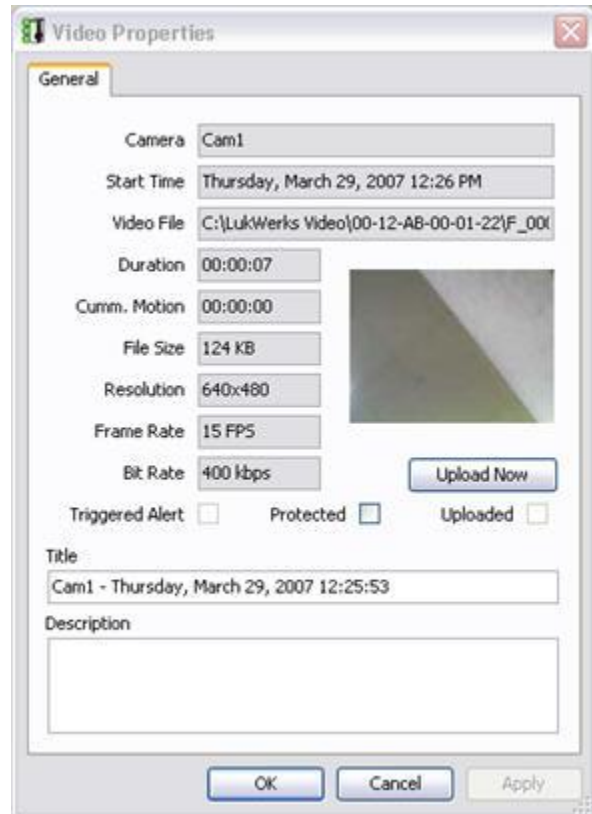 Video Properties
General
Camera Cam1
Start Time Thursday, March 29, 2007 12:26 PM
Video File C:\LukWerks Video\00-12-AB-00-01-22\F_00
Duration 00:00:07
Cumm. Motion 00:00:00
File Size 124 KB
Resolution 640x480
Frame Rate 15 FPS
Bit Rate 400 kbps
Upload Now
Triggered Alert Protected Uploaded
Title
Cam1 - Thursday, March 29, 2007 12:25:53
Description
OK Cancel Apply